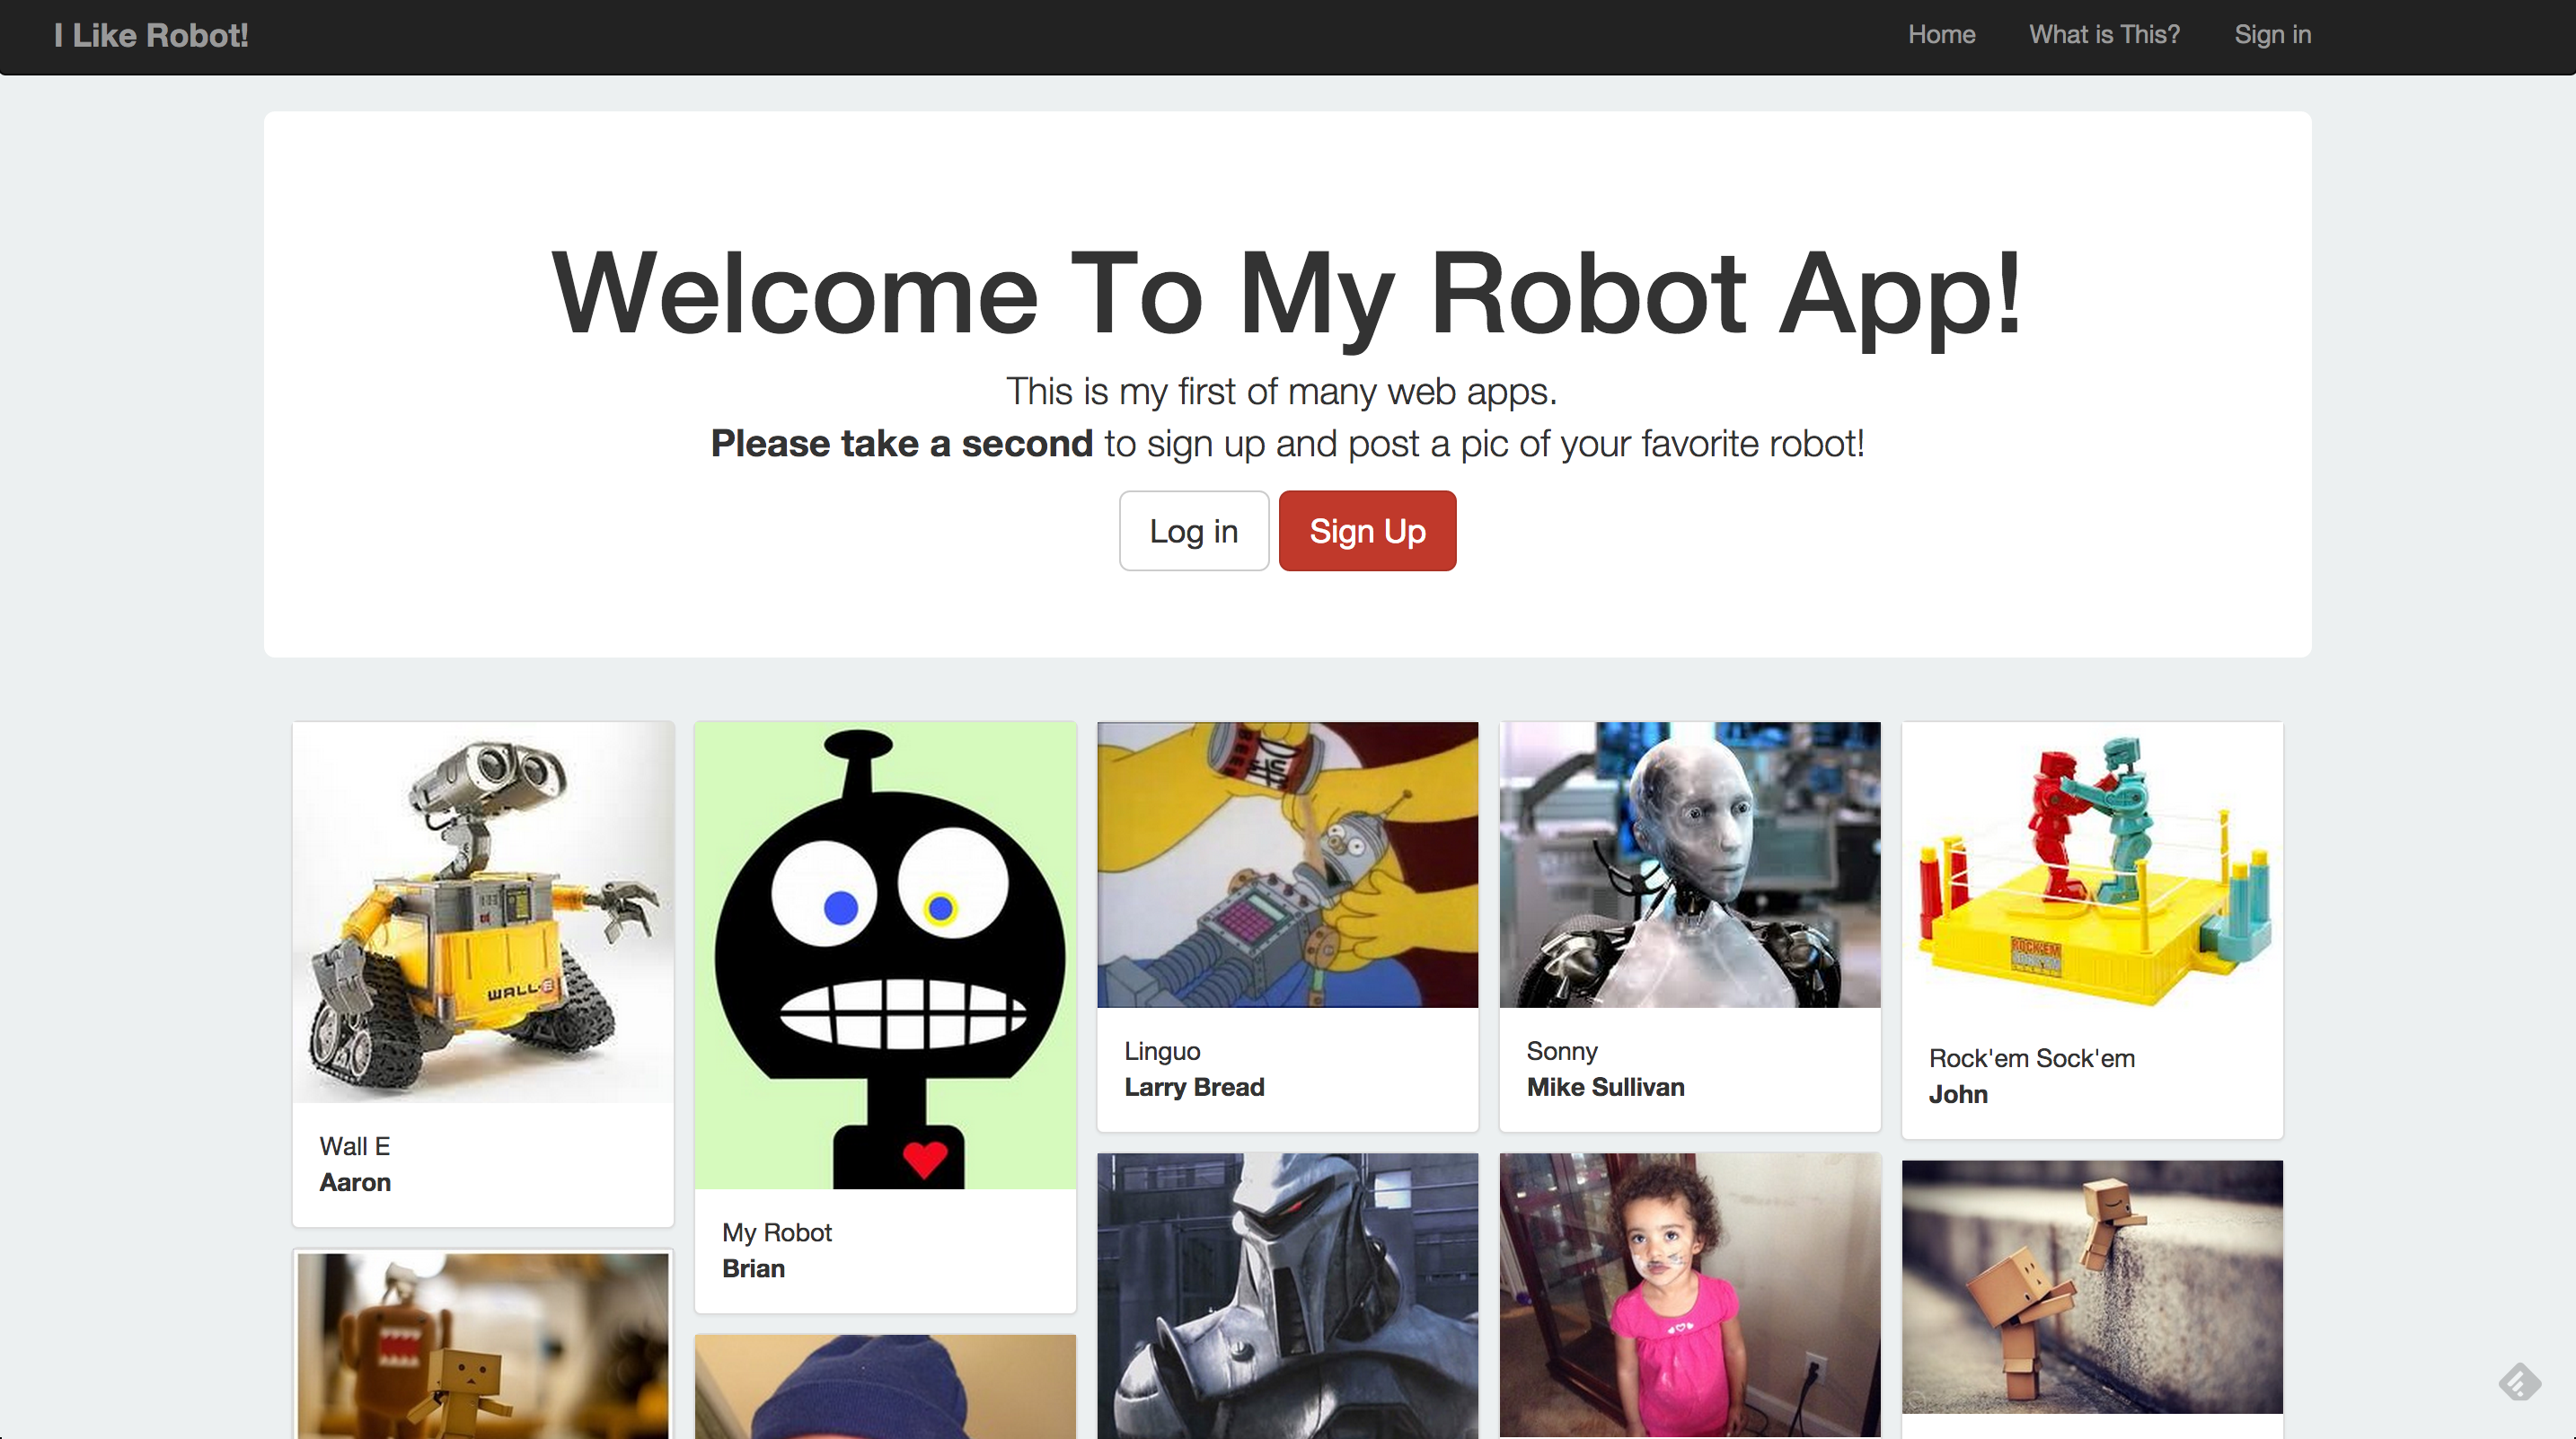 I Like Robot!
Home
What is This?
Sign in
Welcome To My Robot App!
This is my first of many web apps.
Please take a second to sign up and post a pic of your favorite robot!
Log in
Sign Up
WALL-E
Wall E
Aaron
My Robot
Brian
Linguo
Larry Bread
Sonny
Mike Sullivan
ROCK'EM
Rock'em Sock'em
John